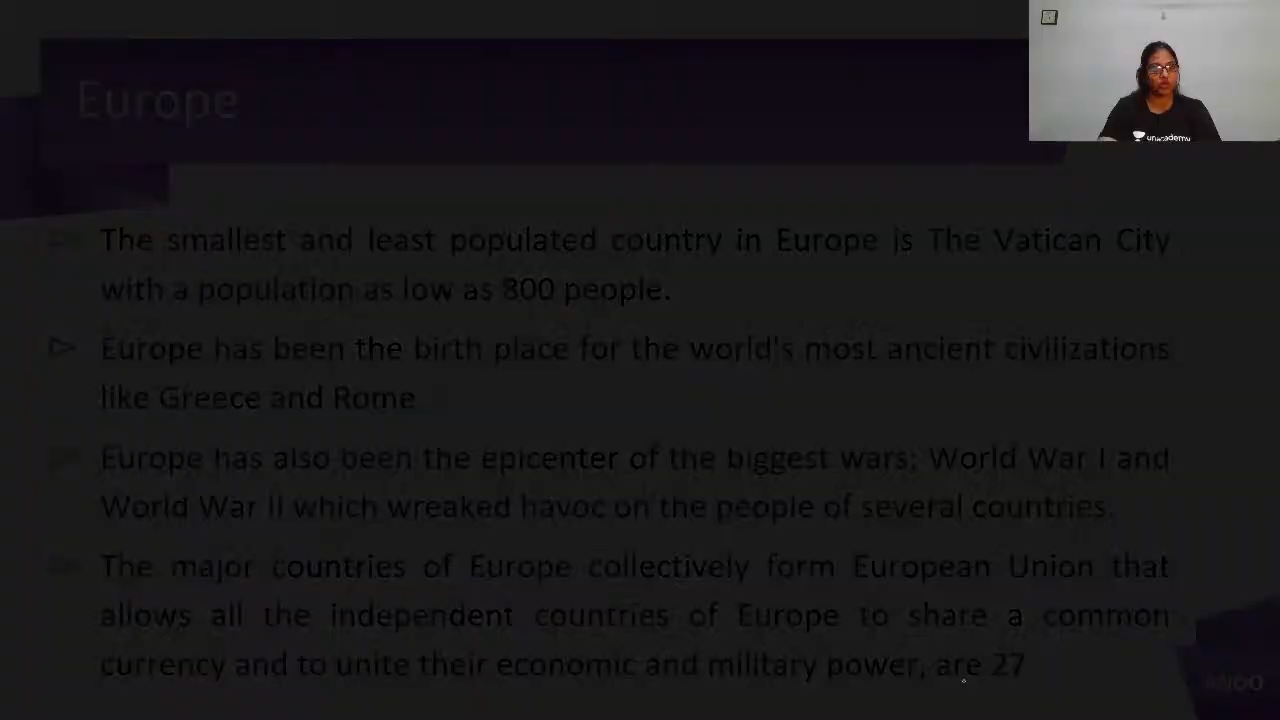 Europe
unacademy
The smallest and least populated country in Europe is The Vatican City
with a population as low as 800 people.
Europe has been the birth place for the world's most ancient civilizations
like Greece and Rome
Europe has also been the epicenter of the biggest wars; World War I and
World War II which wreaked havoc on the people of several countries.
The major countries of Europe collectively form European Union that
allows all the independent countries of Europe to share a common
currency and to unite their economic and military power, are 27